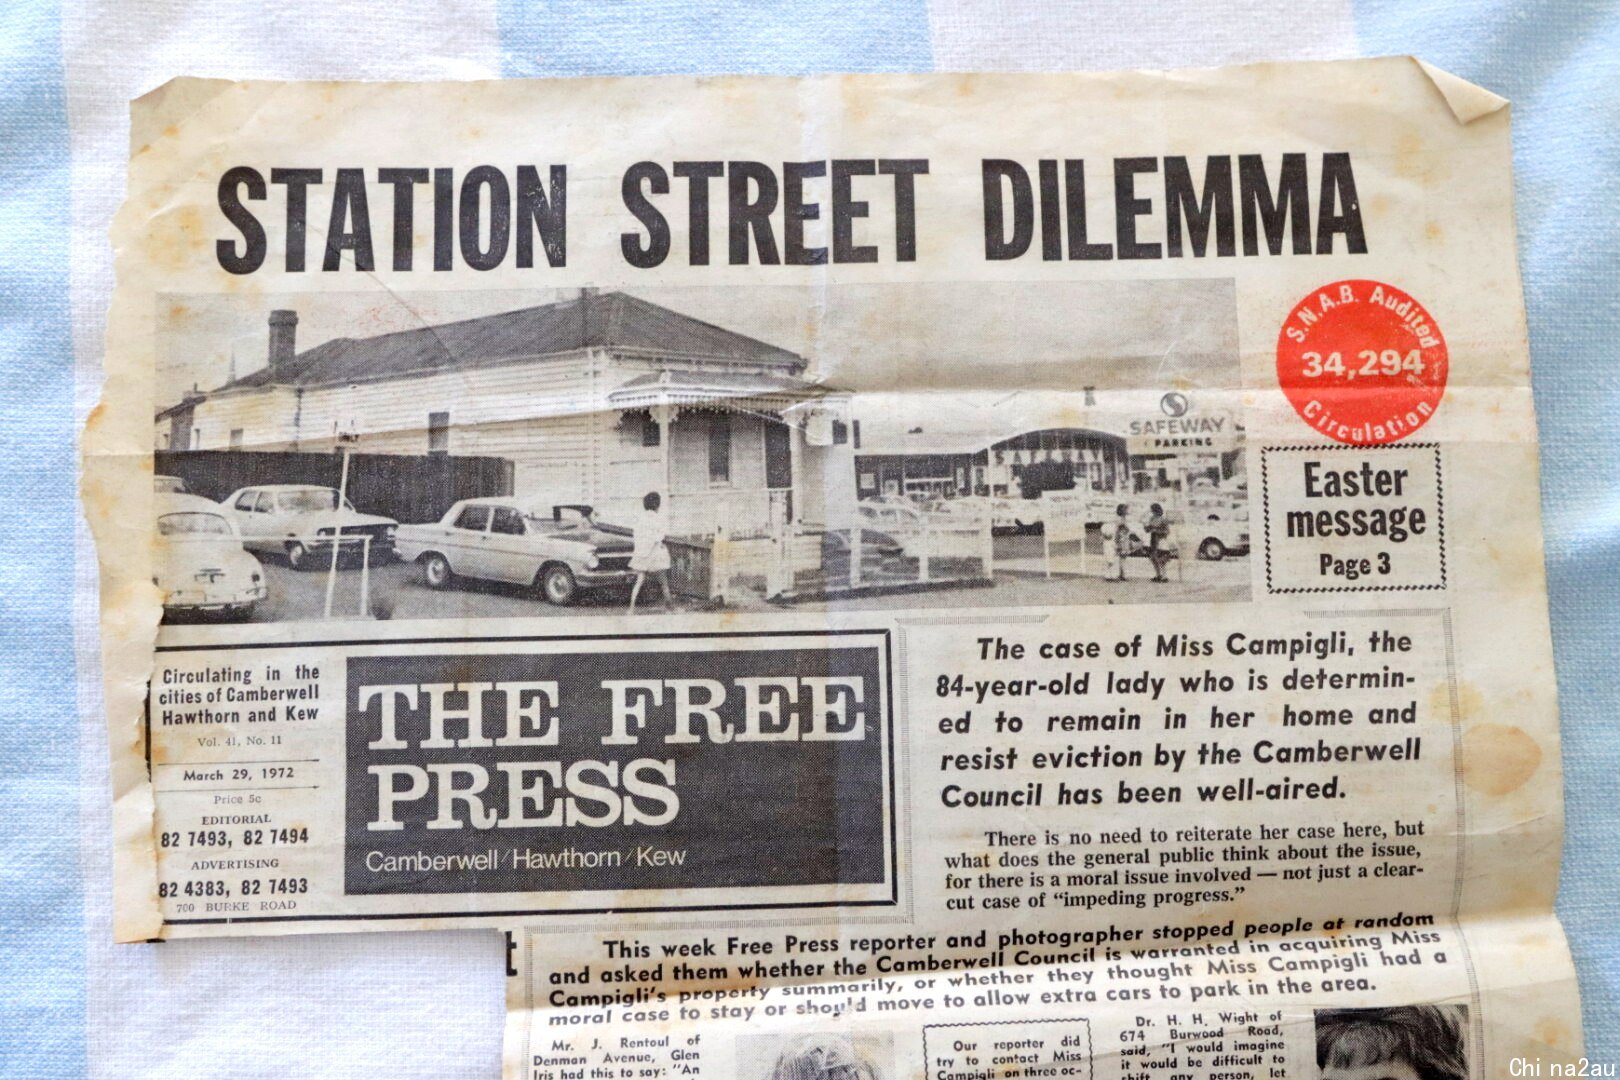 STATION STREET DILEMMA
S.N.A.B. Audited
34,294
Circulation
SAFEWAY
PARKING
Easter
message
Page 3
Circulating in the
cities of Camberwell
Hawthorn and Kew
Vol. 41, No. 11
March 29, 1972
Price 5c
EDITORIAL
82 7493, 82 7494
ADVERTISING
82 4383, 82 7493
700 BURKE ROAD
THE FREE
PRESS
Camberwell/Hawthorn/Kew
The case of Miss Campigli, the
84-year-old lady who is determin-
ed to remain in her home and
resist eviction by the Camberwell
Council has been well-aired.
There is no need to reiterate her case here, but
what does the general public think about the issue,
for there is a moral issue involved — not just a clear-
cut case of "impeding progress."
t
This week Free Press reporter and photographer stopped people at random
and asked them whether the Camberwell Council is warranted in acquiring Miss
Campigli's property summarily, or whether they thought Miss Campigli had a
moral case to stay or should move to allow extra cars to park in the area.
Mr. J. Rentoul of
Denman Avenue, Glen
Iris had this to say: "An
Our reporter did
try to contact Miss
Campigli on three oc-
Dr. H. H. Wight of
674 Burwood Road,
said, "I would imagine
it would be difficult to
shift any person, let
Chi na2au